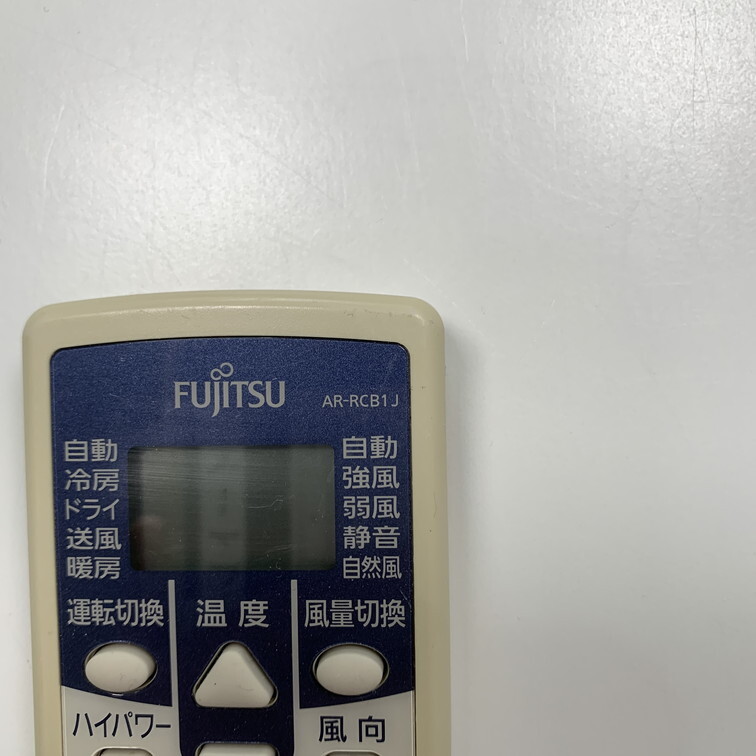 FUJITSU
AR-RCB1J
自動
冷房
ドライ
送風
暖房
自動
強風
弱風
静音
自然風
運転切換
温度
風量切換
ハイパワー
風向